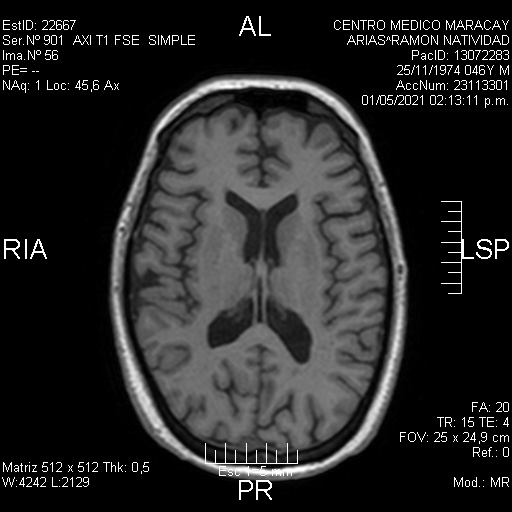 EstID: 22667
Ser.Nº 901 AXI T1 FSE SIMPLE
Ima.Nº 56
PE= --
NAq: 1 Loc: 45,6 Ax
AL
CENTRO MEDICO MARACAY
ARIAS^RAMON NATIVIDAD
PacID: 13072283
25/11/1974 046Y M
AccNum: 23113301
01/05/2021 02:13:11 p.m.
RIA
LSP
FA: 20
TR: 15 TE: 4
FOV: 25 x 24,9 cm
Ref.: 0
Matriz 512 x 512 Thk: 0,5
W:4242 L:2129
PR
Mod.: MR